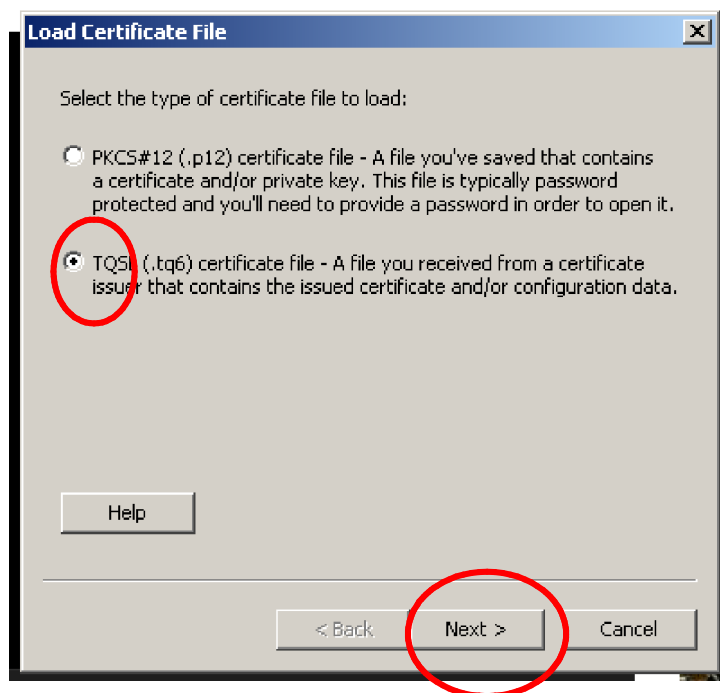 Load Certificate File
Select the type of certificate file to load:
PKCS#12 (.p12) certificate file - A file you've saved that contains
a certificate and/or private key. This file is typically password
protected and you'll need to provide a password in order to open it.
TQSL (.tq6) certificate file - A file you received from a certificate
issuer that contains the issued certificate and/or configuration data.
Help
< Back Next > Cancel